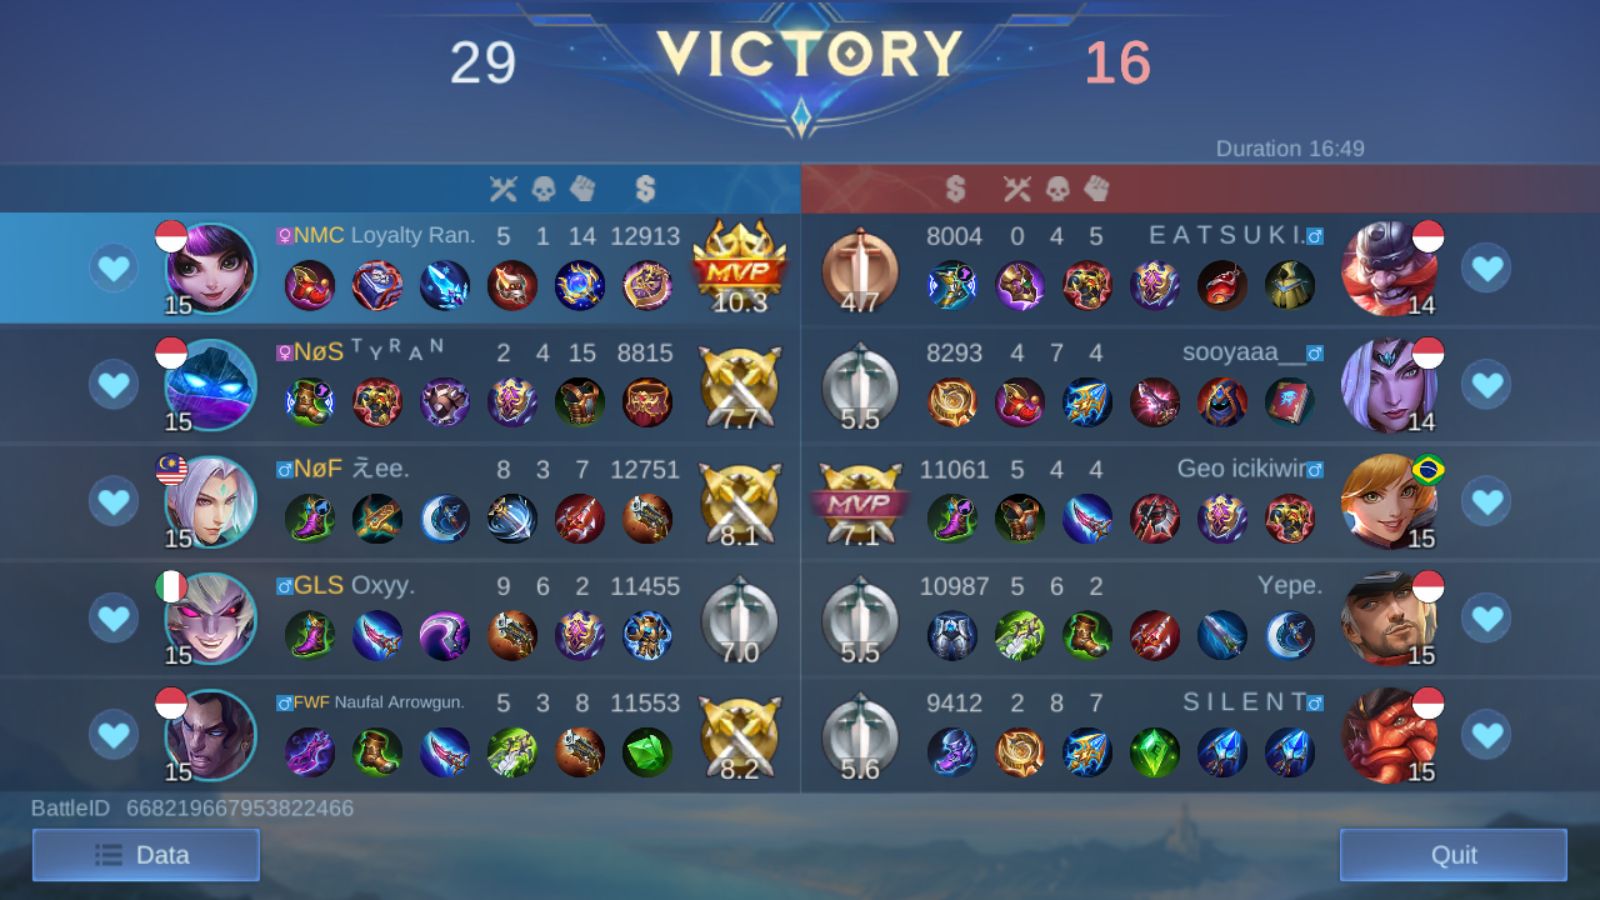 29 VICTORY 16
Duration 16:49
NMC Loyalty Ran. 5 1 14 12913 MVP 10.3 15
4.7 8004 0 4 5 E A T S U K I. 14
NøS T Y R A N 2 4 15 8815 7.7 15
5.5 8293 4 7 4 sooyaaa__ 14
NøF えee. 8 3 7 12751 8.1 15
MVP 7.1 11061 5 4 4 Geo icikiwir 15
GLS Oxyy. 9 6 2 11455 7.0 15
5.5 10987 5 6 2 Yepe. 15
FWF Naufal Arrowgun. 5 3 8 11553 8.2 15
5.6 9412 2 8 7 S I L E N T 15
BattleID 668219667953822466
Data
Quit